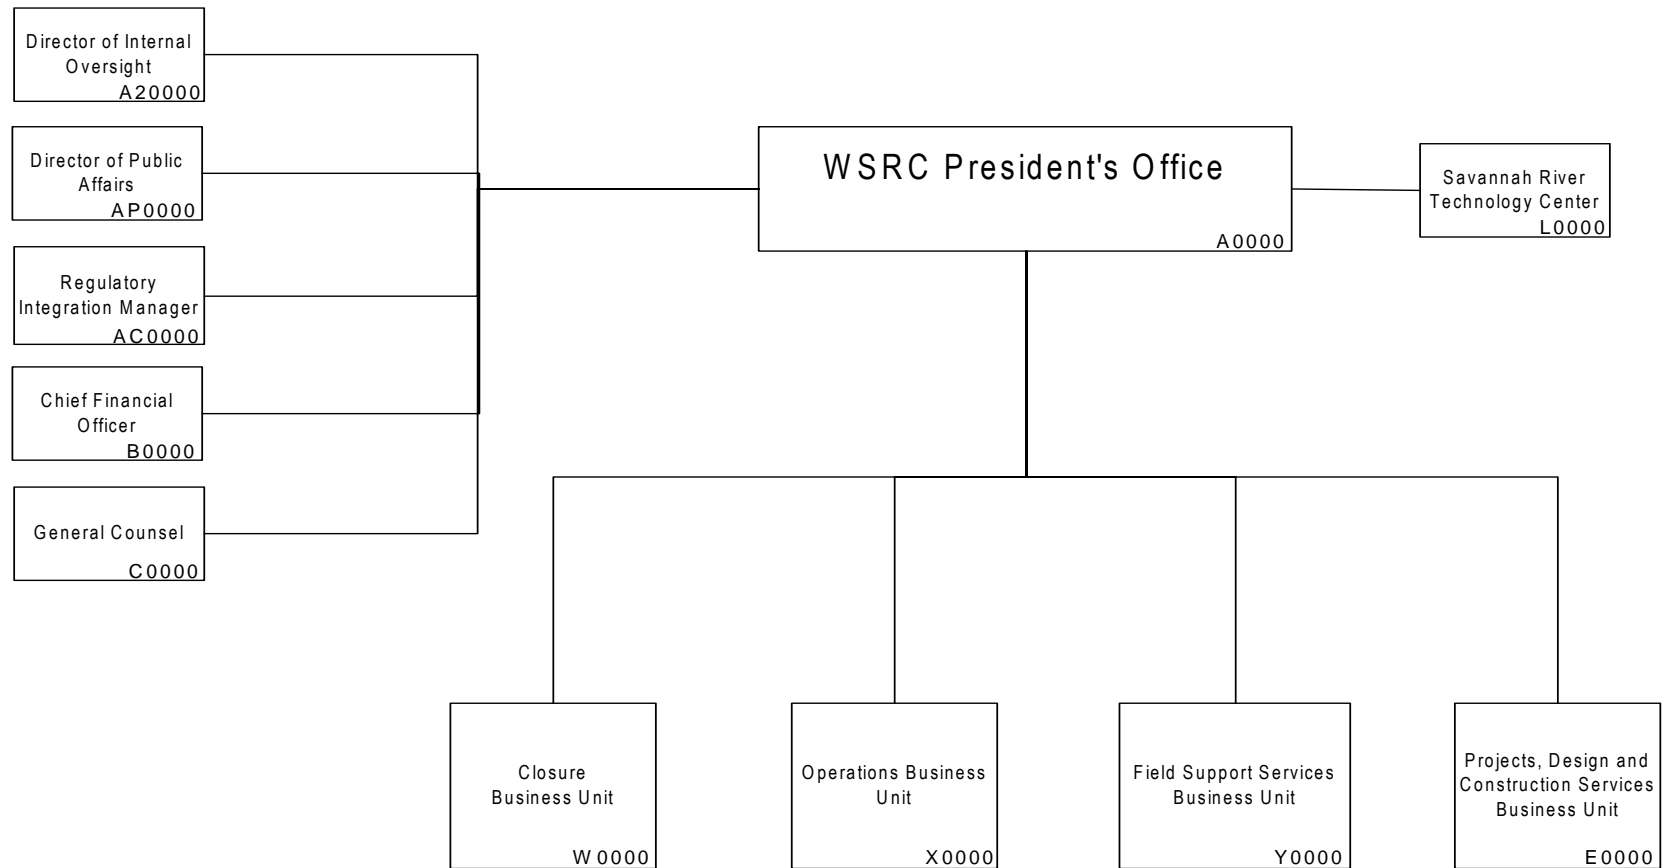 Director of Internal
Oversight
A20000
Director of Public
Affairs
AP0000
Regulatory
Integration Manager
AC0000
Chief Financial
Officer
B0000
General Counsel
C0000
WSRC President's Office
A0000
Savannah River
Technology Center
L0000
Closure
Business Unit
W0000
Operations Business
Unit
X0000
Field Support Services
Business Unit
Y0000
Projects, Design and
Construction Services
Business Unit
E0000